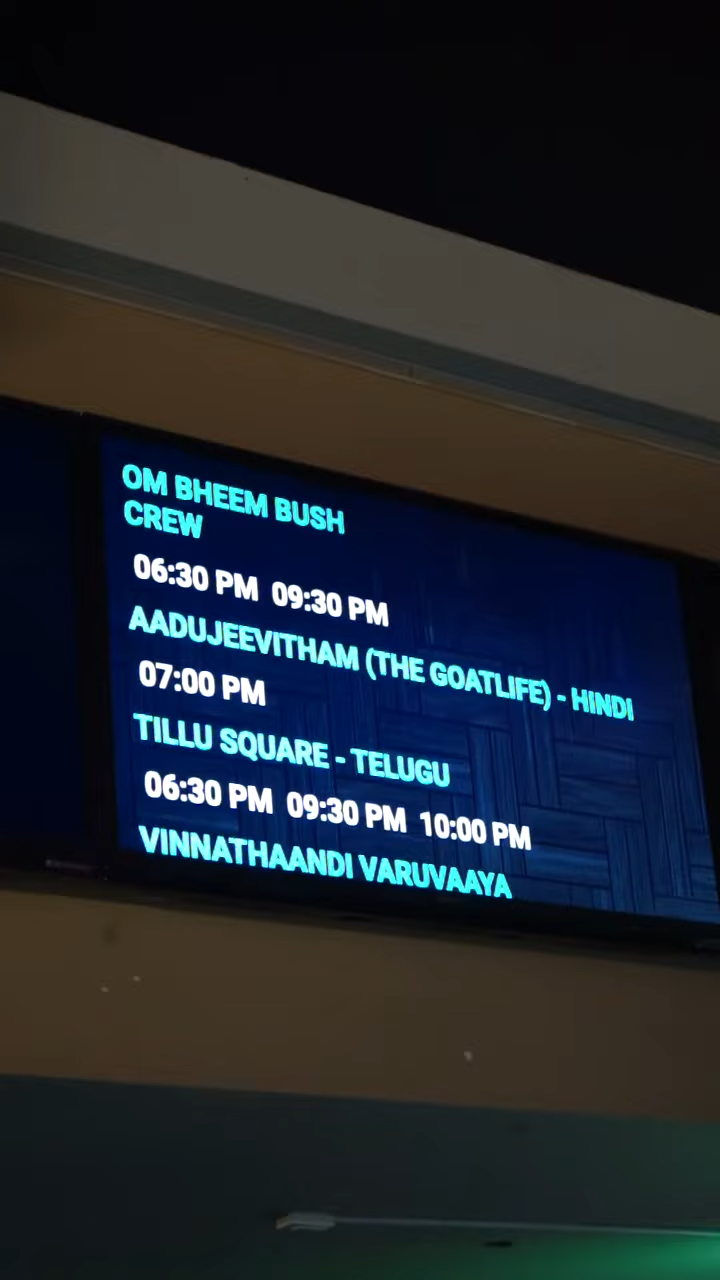 OM BHEEM BUSH
CREW
06:30 PM 09:30 PM
AADUJEEVITHAM (THE GOATLIFE) - HINDI
07:00 PM
TILLU SQUARE - TELUGU
06:30 PM 09:30 PM 10:00 PM
VINNATHAANDI VARUVAAYA